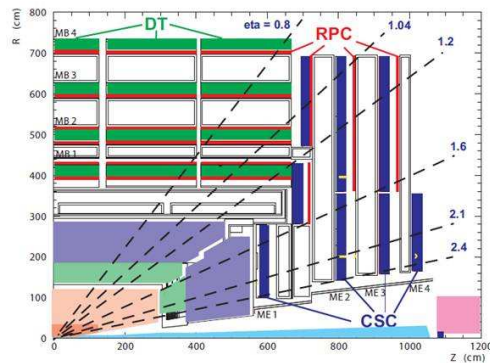 R (cm)
800
700
600
500
400
300
200
100
0
MB 4
MB 3
MB 2
MB 1
DT
eta = 0.8
1.04
RPC
1.2
1.6
2.1
2.4
ME 1
ME 2
ME 3
ME 4
CSC
0
200
400
600
800
1000
1200
Z (cm)